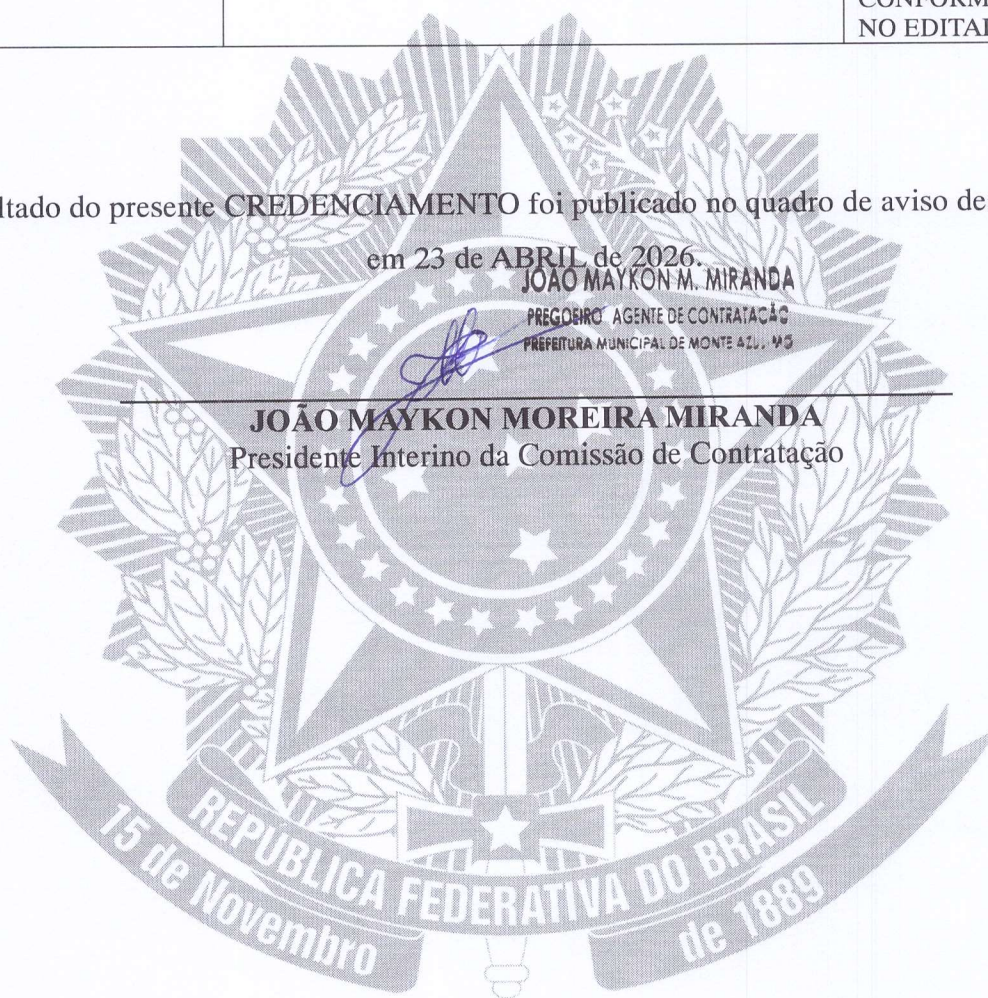 CONFORM
NO EDITAL
ltado do presente CREDENCIAMENTO foi publicado no quadro de aviso de
em 23 de ABRIL de 2026.
JOÃO MAYKON M. MIRANDA
PREGOEIRO AGENTE DE CONTRATAÇÃO
PREFEITURA MUNICIPAL DE MONTE AZUL MG
JOÃO MAYKON MOREIRA MIRANDA
Presidente Interino da Comissão de Contratação
REPUBLICA FEDERATIVA DO BRASIL
15 de Novembro de 1889